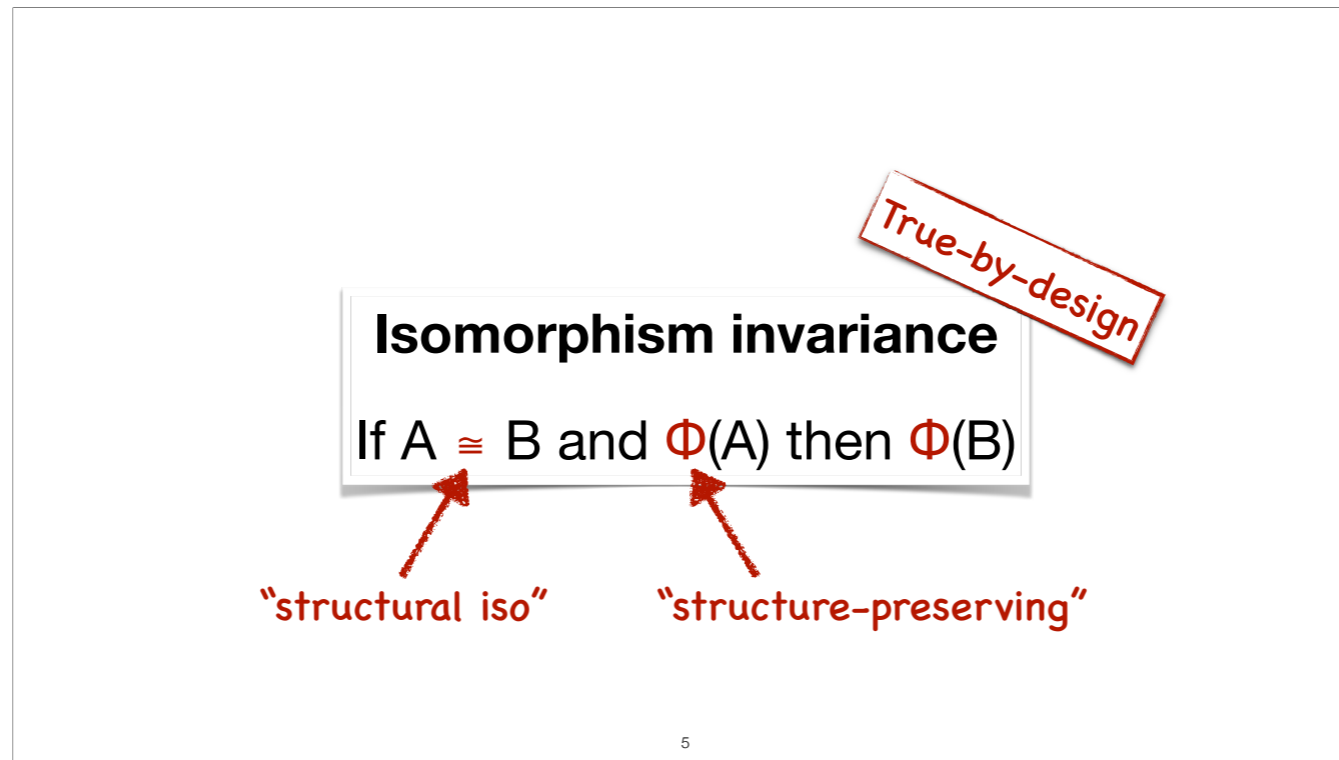 True-by-design
Isomorphism invariance
If A ≅ B and Φ(A) then Φ(B)
“structural iso” “structure-preserving”
5